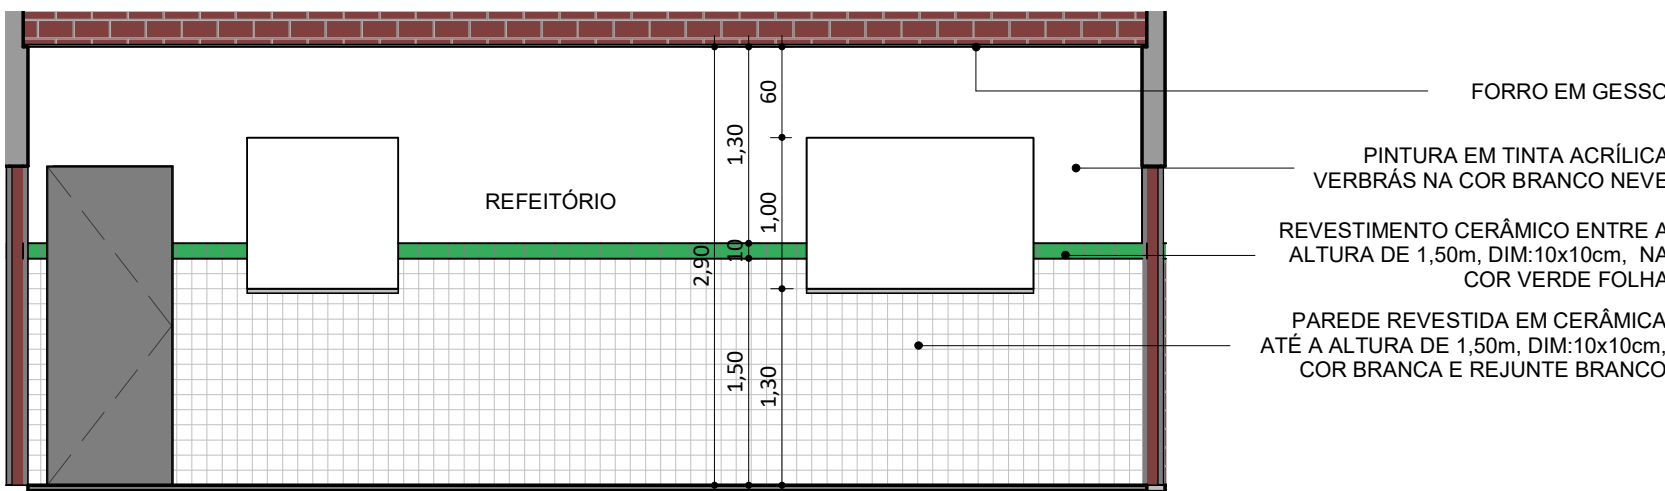 FORRO EM GESSO
60
1,30
PINTURA EM TINTA ACRÍLICA
VERBRÁS NA COR BRANCO NEVE
REFEITÓRIO
1,00
REVESTIMENTO CERÂMICO ENTRE A
ALTURA DE 1,50m, DIM:10x10cm, NA
COR VERDE FOLHA
10
2,90
PAREDE REVESTIDA EM CERÂMICA
ATÉ A ALTURA DE 1,50m, DIM:10x10cm,
COR BRANCA E REJUNTE BRANCO
1,50
1,30